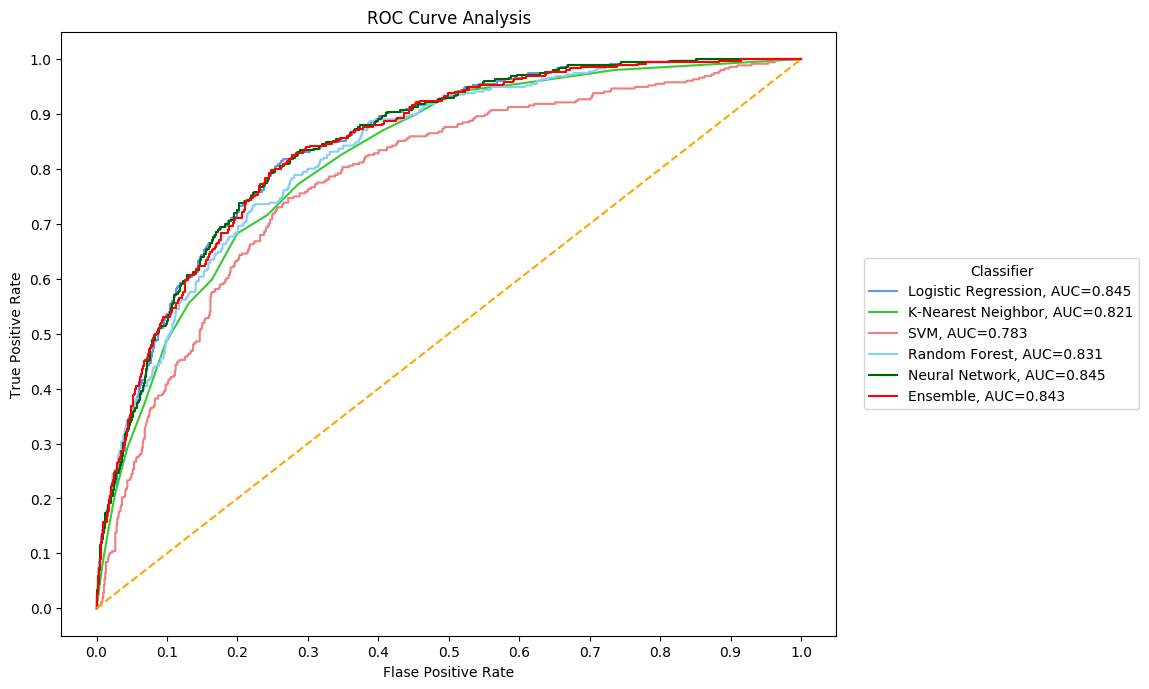 ROC Curve Analysis
1.0
0.9
0.8
0.7
0.6
0.5
0.4
0.3
0.2
0.1
0.0
True Positive Rate
0.0 0.1 0.2 0.3 0.4 0.5 0.6 0.7 0.8 0.9 1.0
Flase Positive Rate
Classifier
Logistic Regression, AUC=0.845
K-Nearest Neighbor, AUC=0.821
SVM, AUC=0.783
Random Forest, AUC=0.831
Neural Network, AUC=0.845
Ensemble, AUC=0.843